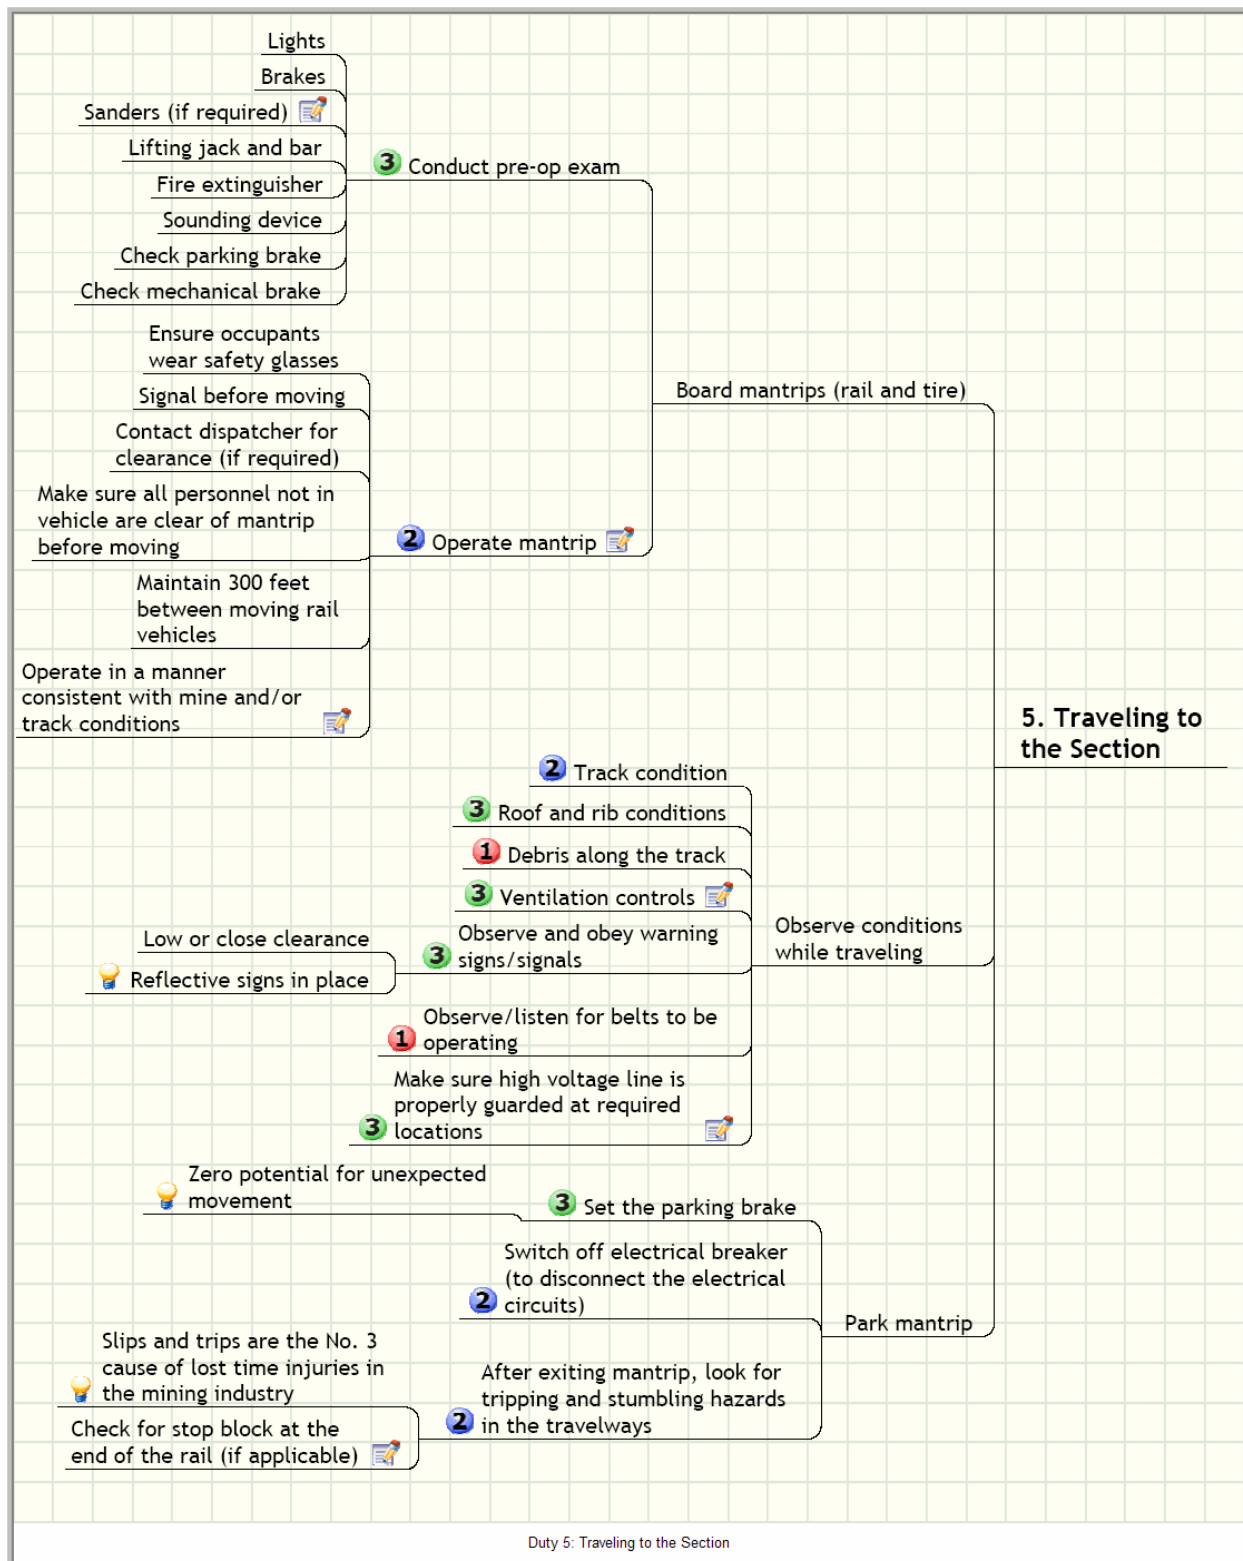 Lights
Brakes
Sanders (if required)
Lifting jack and bar
3 Conduct pre-op exam
Fire extinguisher
Sounding device
Check parking brake
Check mechanical brake
Ensure occupants
wear safety glasses
Signal before moving
Board mantrips (rail and tire)
Contact dispatcher for
clearance (if required)
Make sure all personnel not in
vehicle are clear of mantrip
before moving
2 Operate mantrip
Maintain 300 feet
between moving rail
vehicles
Operate in a manner
consistent with mine and/or
track conditions
5. Traveling to
the Section
2 Track condition
3 Roof and rib conditions
1 Debris along the track
3 Ventilation controls
Observe conditions
while traveling
Observe and obey warning
3 signs/signals
Low or close clearance
Reflective signs in place
Observe/listen for belts to be
1 operating
Make sure high voltage line is
properly guarded at required
3 locations
Zero potential for unexpected
movement
3 Set the parking brake
Switch off electrical breaker
(to disconnect the electrical
2 circuits)
Park mantrip
Slips and trips are the No. 3
cause of lost time injuries in
the mining industry
After exiting mantrip, look for
tripping and stumbling hazards
2 in the travelways
Check for stop block at the
end of the rail (if applicable)
Duty 5: Traveling to the Section